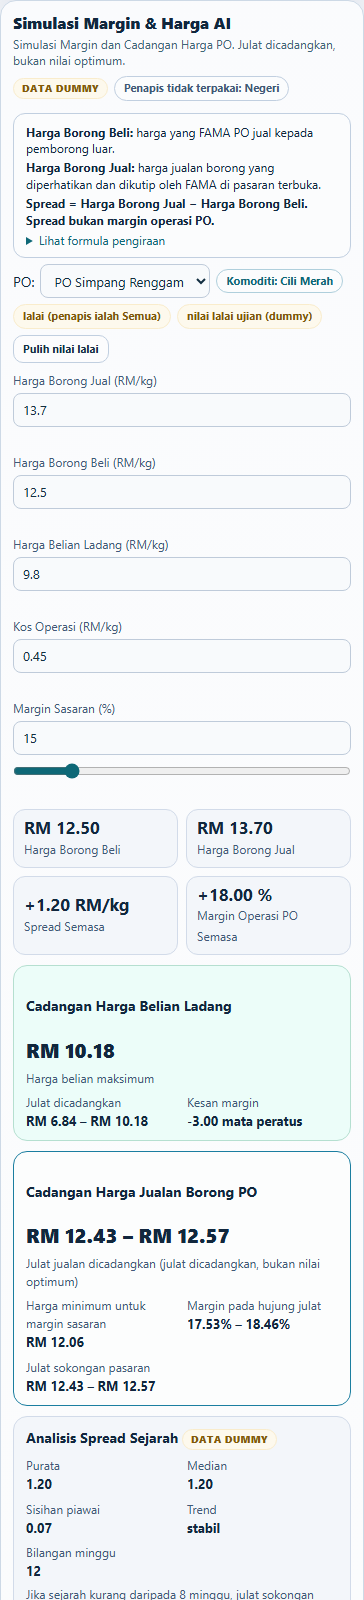 Simulasi Margin & Harga AI
Simulasi Margin dan Cadangan Harga PO. Julat dicadangkan,
bukan nilai optimum.
DATA DUMMY
Penapis tidak terpakai: Negeri
Harga Borong Beli: harga yang FAMA PO jual kepada
pemborong luar.
Harga Borong Jual: harga jualan borong yang
diperhatikan dan dikutip oleh FAMA di pasaran terbuka.
Spread = Harga Borong Jual − Harga Borong Beli.
Spread bukan margin operasi PO.
▶ Lihat formula pengiraan
PO: PO Simpang Renggam
Komoditi: Cili Merah
lalai (penapis ialah Semua)
nilai lalai ujian (dummy)
Pulih nilai lalai
Harga Borong Jual (RM/kg)
13.7
Harga Borong Beli (RM/kg)
12.5
Harga Belian Ladang (RM/kg)
9.8
Kos Operasi (RM/kg)
0.45
Margin Sasaran (%)
15
RM 12.50
Harga Borong Beli
RM 13.70
Harga Borong Jual
+1.20 RM/kg
Spread Semasa
+18.00 %
Margin Operasi PO
Semasa
Cadangan Harga Belian Ladang
RM 10.18
Harga belian maksimum
Julat dicadangkan
RM 6.84 – RM 10.18
Kesan margin
-3.00 mata peratus
Cadangan Harga Jualan Borong PO
RM 12.43 – RM 12.57
Julat jualan dicadangkan (julat dicadangkan, bukan nilai
optimum)
Harga minimum untuk
margin sasaran
RM 12.06
Margin pada hujung julat
17.53% – 18.46%
Julat sokongan pasaran
RM 12.43 – RM 12.57
Analisis Spread Sejarah
DATA DUMMY
Purata
1.20
Median
1.20
Sisihan piawai
0.07
Trend
stabil
Bilangan minggu
12
Jika sejarah kurang daripada 8 minggu, julat sokongan